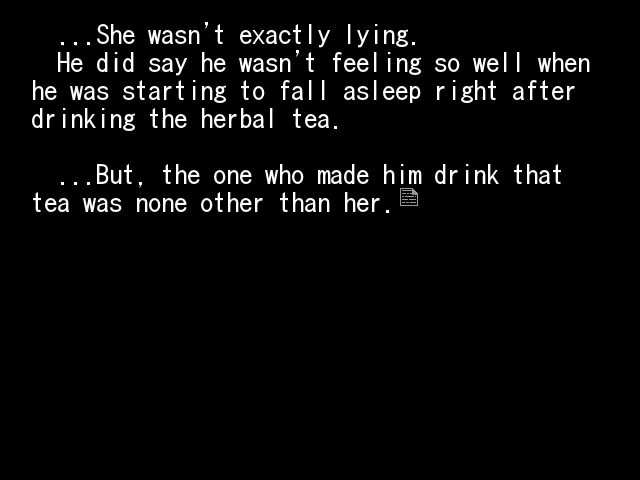 ...She wasn't exactly lying.
He did say he wasn't feeling so well when
he was starting to fall asleep right after
drinking the herbal tea.
...But, the one who made him drink that
tea was none other than her.